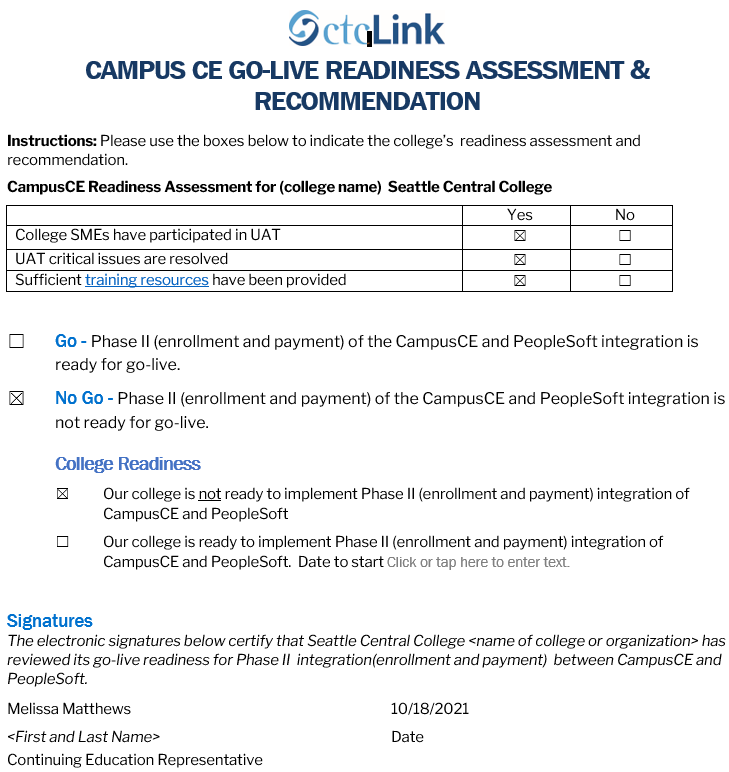 ctcLink
CAMPUS CE GO-LIVE READINESS ASSESSMENT &
RECOMMENDATION
Instructions: Please use the boxes below to indicate the college’s readiness assessment and
recommendation.
CampusCE Readiness Assessment for (college name) Seattle Central College
Yes No
College SMEs have participated in UAT ☒ ☐
UAT critical issues are resolved ☒ ☐
Sufficient training resources have been provided ☒ ☐
☐ Go - Phase II (enrollment and payment) of the CampusCE and PeopleSoft integration is
ready for go-live.
☒ No Go - Phase II (enrollment and payment) of the CampusCE and PeopleSoft integration is
not ready for go-live.
College Readiness
☒ Our college is not ready to implement Phase II (enrollment and payment) integration of
CampusCE and PeopleSoft
☐ Our college is ready to implement Phase II (enrollment and payment) integration of
CampusCE and PeopleSoft. Date to start Click or tap here to enter text.
Signatures
The electronic signatures below certify that Seattle Central College <name of college or organization> has
reviewed its go-live readiness for Phase II integration(enrollment and payment) between CampusCE and
PeopleSoft.
Melissa Matthews 10/18/2021
<First and Last Name> Date
Continuing Education Representative